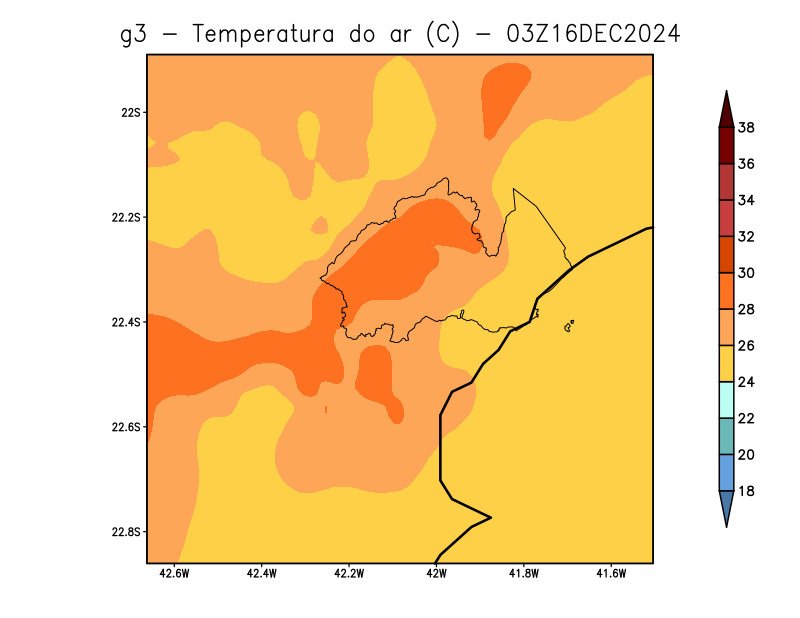 g3 - Temperatura do ar (C) - 03Z16DEC2024
22S
22.2S
22.4S
22.6S
22.8S
42.6W
42.4W
42.2W
42W
41.8W
41.6W
38
36
34
32
30
28
26
24
22
20
18